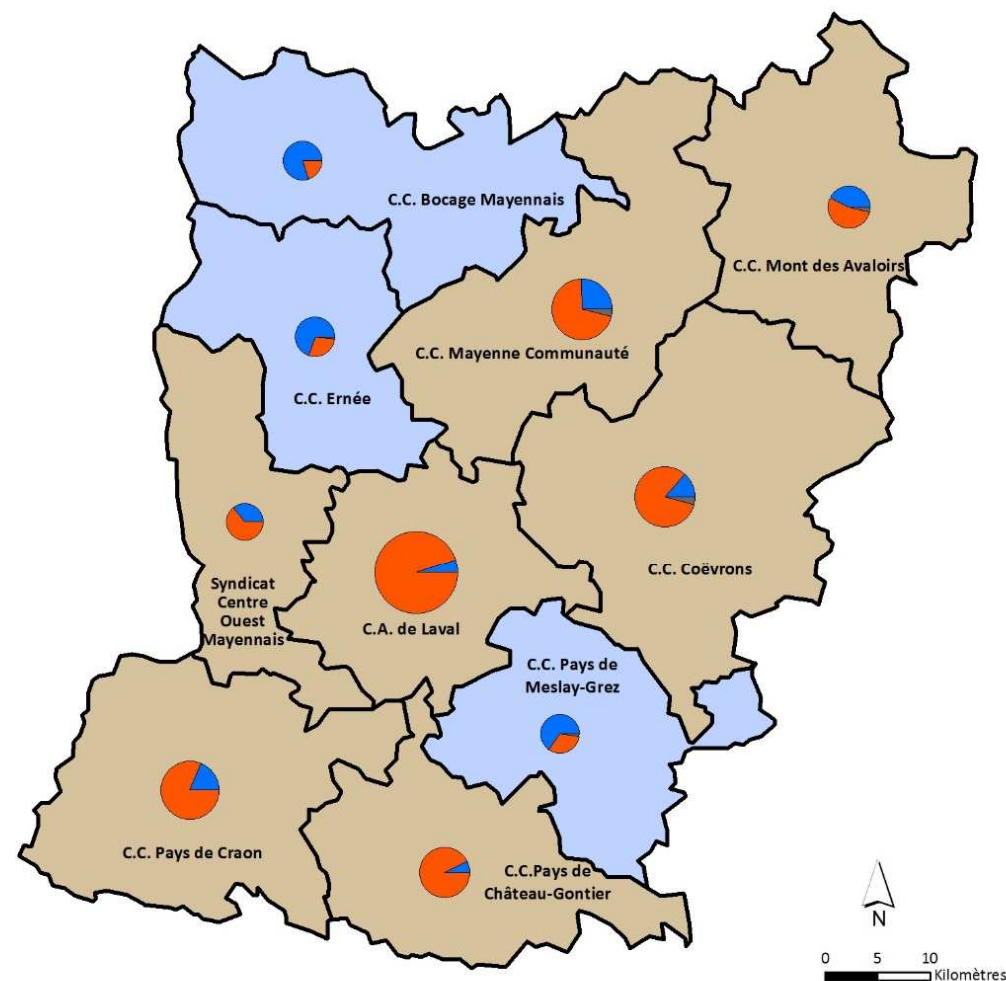 C.C. Bocage Mayennais
C.C. Mont des Avaloirs
C.C. Mayenne Communauté
C.C. Ernée
C.C. Coëvrons
Syndicat
Centre
Ouest
Mayennais
C.A. de Laval
C.C. Pays de
Meslay-Grez
C.C. Pays de Craon
C.C.Pays de
Château-Gontier
N
0 5 10
Kilomètres